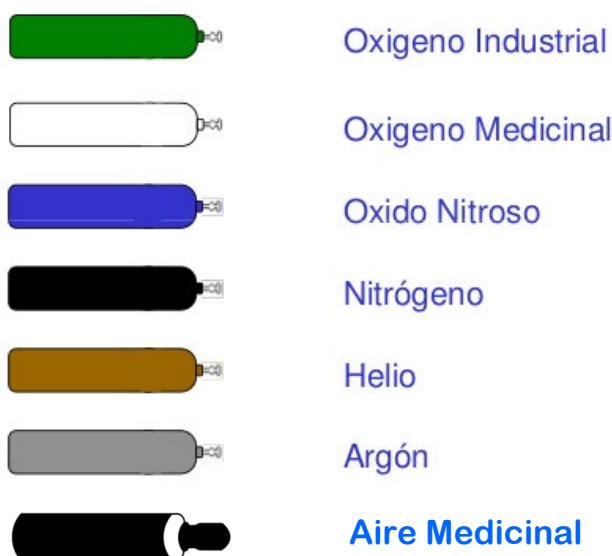 Oxigeno Industrial
Oxigeno Medicinal
Oxido Nitroso
Nitrógeno
Helio
Argón
Aire Medicinal